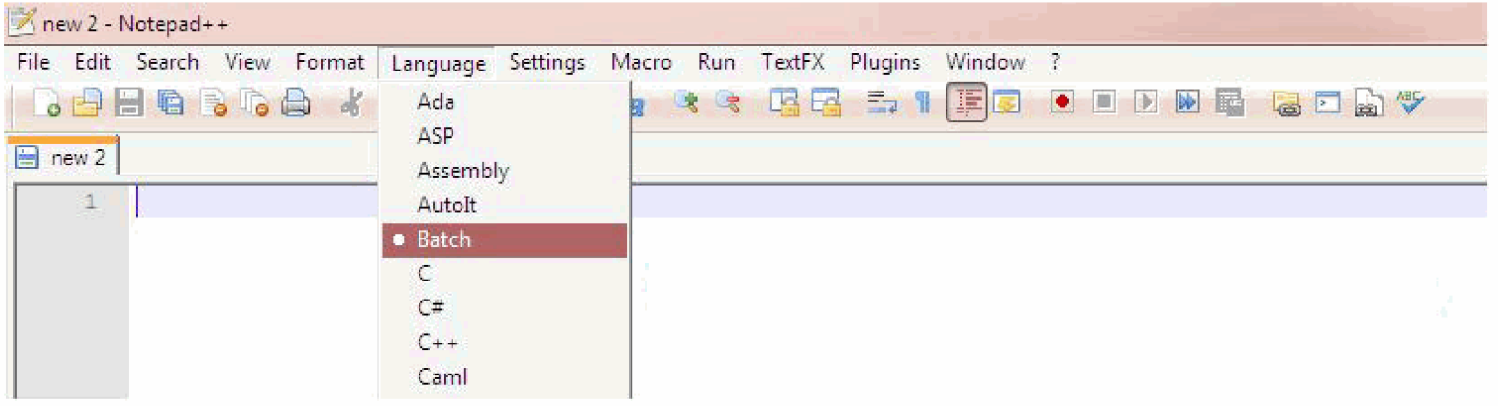 new 2 - Notepad++
File Edit Search View Format Language Settings Macro Run TextFX Plugins Window ?
ABC
new 2
1
Ada
ASP
Assembly
AutoIt
Batch
C
C#
C++
Caml